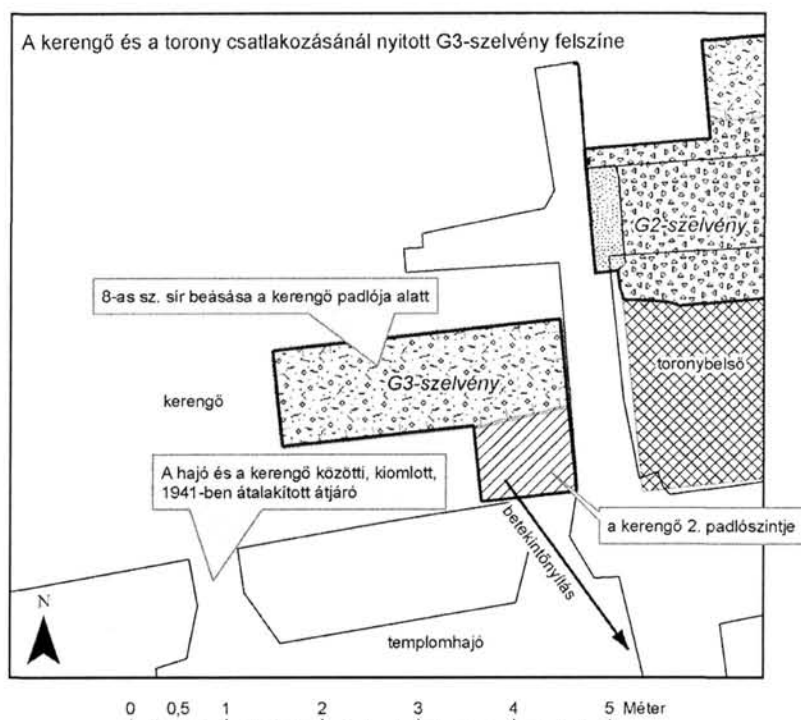 A kerengő és a torony csatlakozásánál nyitott G3-szelvény felszíne
G2-szelvény
8-as sz. sír beásása a kerengő padlója alatt
toronybelső
G3-szelvény
kerengő
A hajó és a kerengő közötti, kiomlott,
1941-ben átalakított átjáró
a kerengő 2. padlószintje
betekintőnyílás
N
templomhajó
0 0,5 1 2 3 4 5 Méter